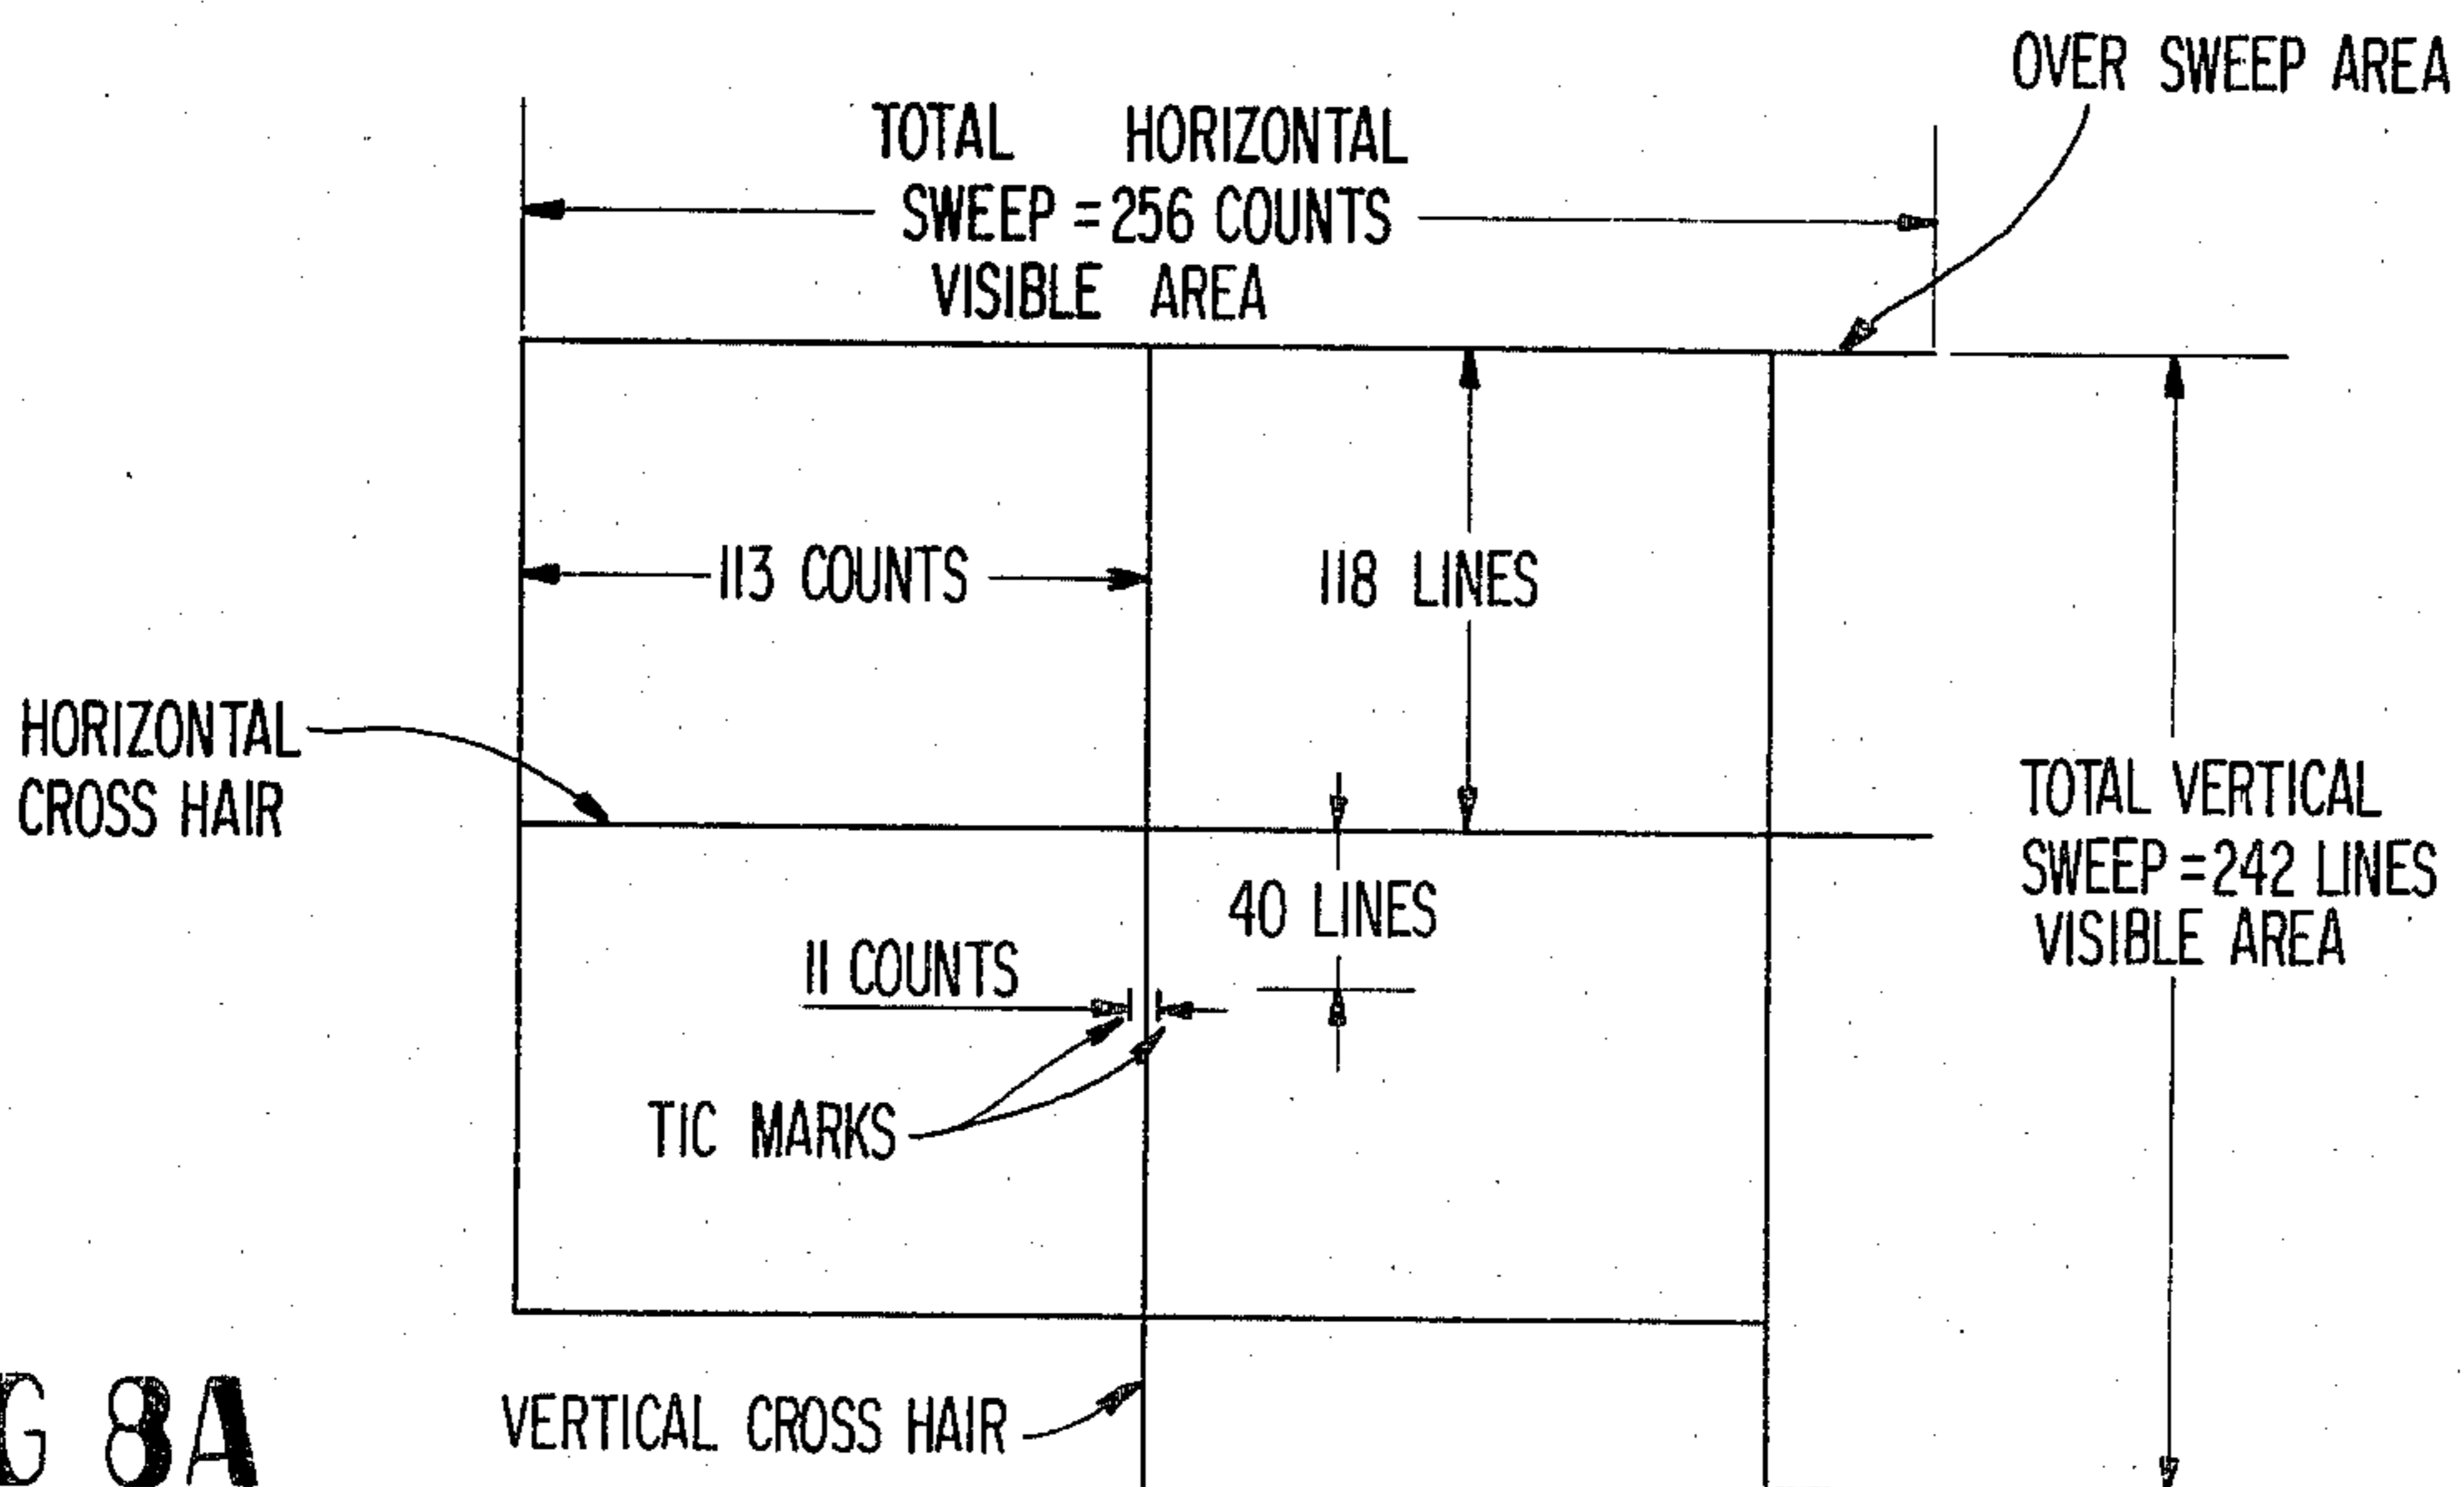 OVER SWEEP AREA
TOTAL HORIZONTAL
SWEEP = 256 COUNTS
VISIBLE AREA
113 COUNTS
118 LINES
HORIZONTAL
CROSS HAIR
TOTAL VERTICAL
SWEEP = 242 LINES
VISIBLE AREA
40 LINES
11 COUNTS
TIC MARKS
VERTICAL CROSS HAIR
G 8A